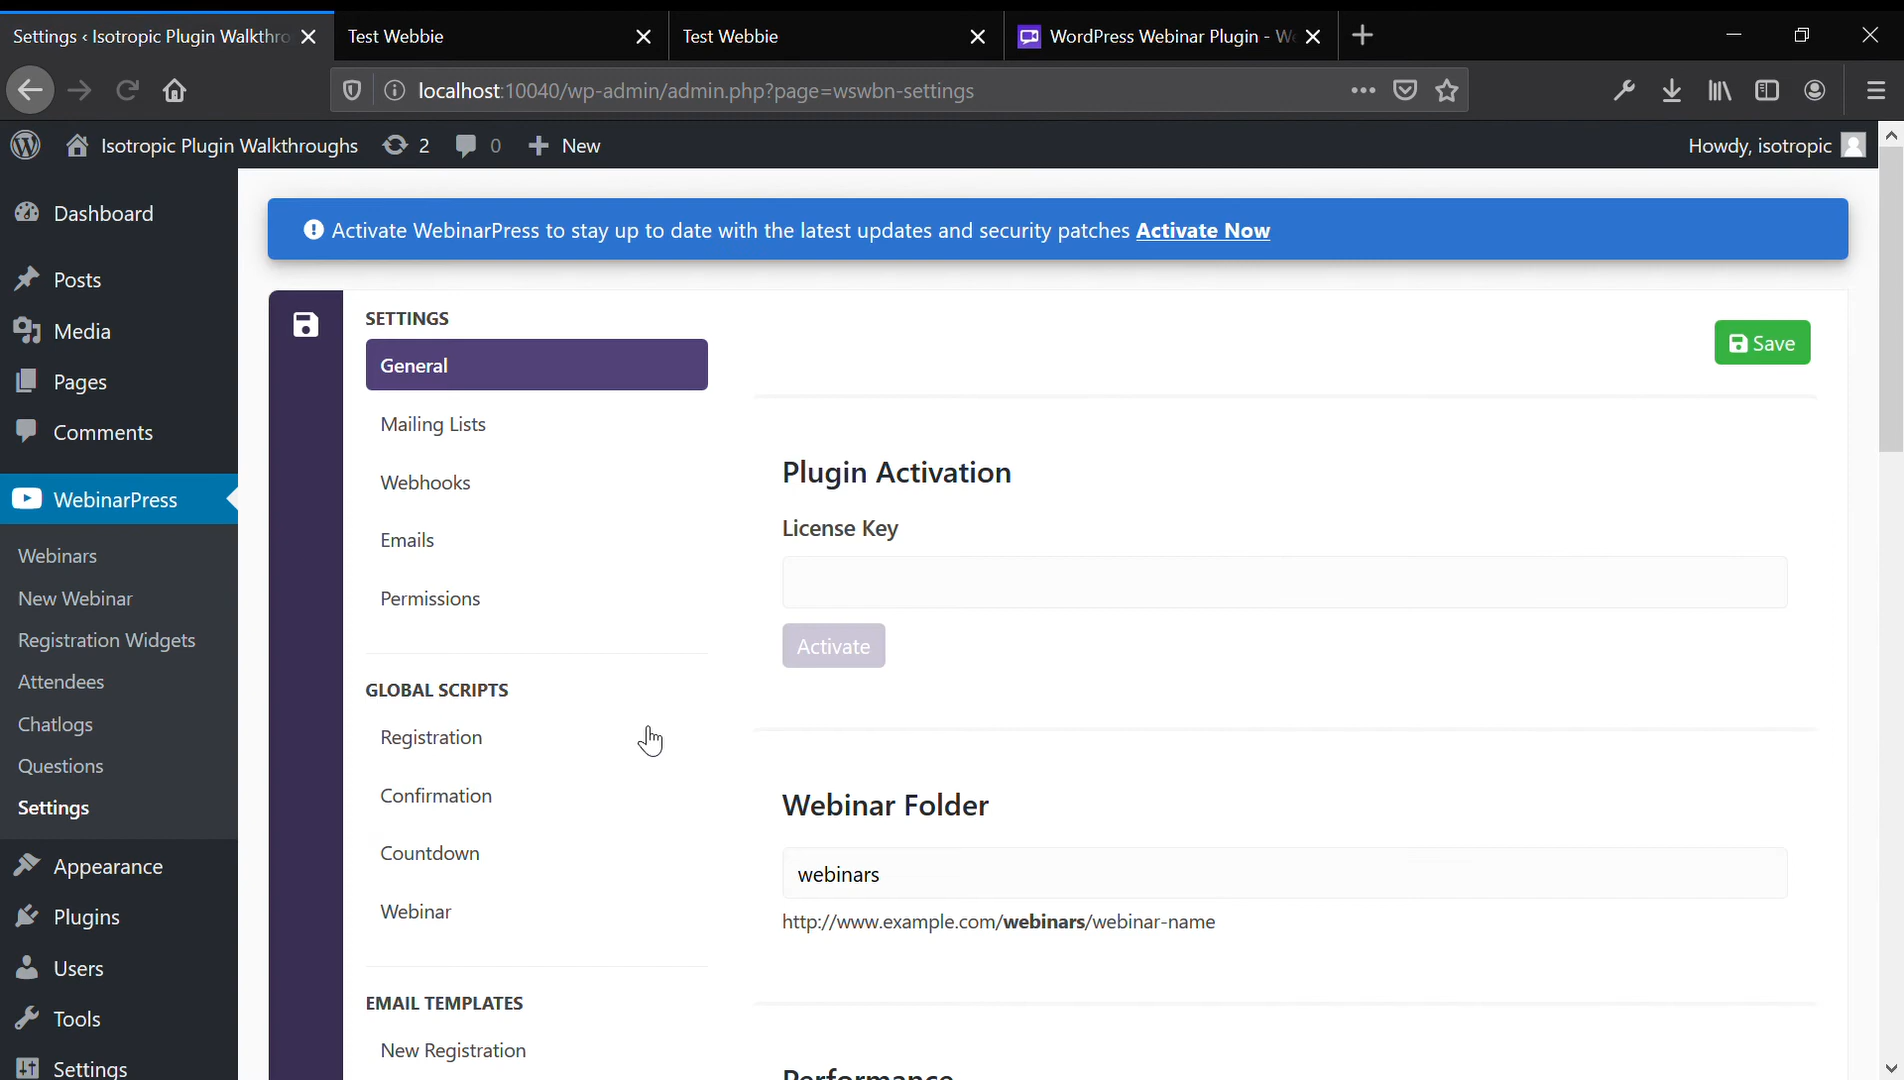 Settings ‹ Isotropic Plugin Walkthro
Test Webbie
Test Webbie
WordPress Webinar Plugin - We
localhost:10040/wp-admin/admin.php?page=wswbn-settings
Isotropic Plugin Walkthroughs
2
0
New
Howdy, isotropic
Dashboard
Posts
Media
Pages
Comments
WebinarPress
Webinars
New Webinar
Registration Widgets
Attendees
Chatlogs
Questions
Settings
Appearance
Plugins
Users
Tools
Settings
Activate WebinarPress to stay up to date with the latest updates and security patches Activate Now
SETTINGS
General
Mailing Lists
Webhooks
Emails
Permissions
GLOBAL SCRIPTS
Registration
Confirmation
Countdown
Webinar
EMAIL TEMPLATES
New Registration
Save
Plugin Activation
License Key
Activate
Webinar Folder
webinars
http://www.example.com/webinars/webinar-name
Performance